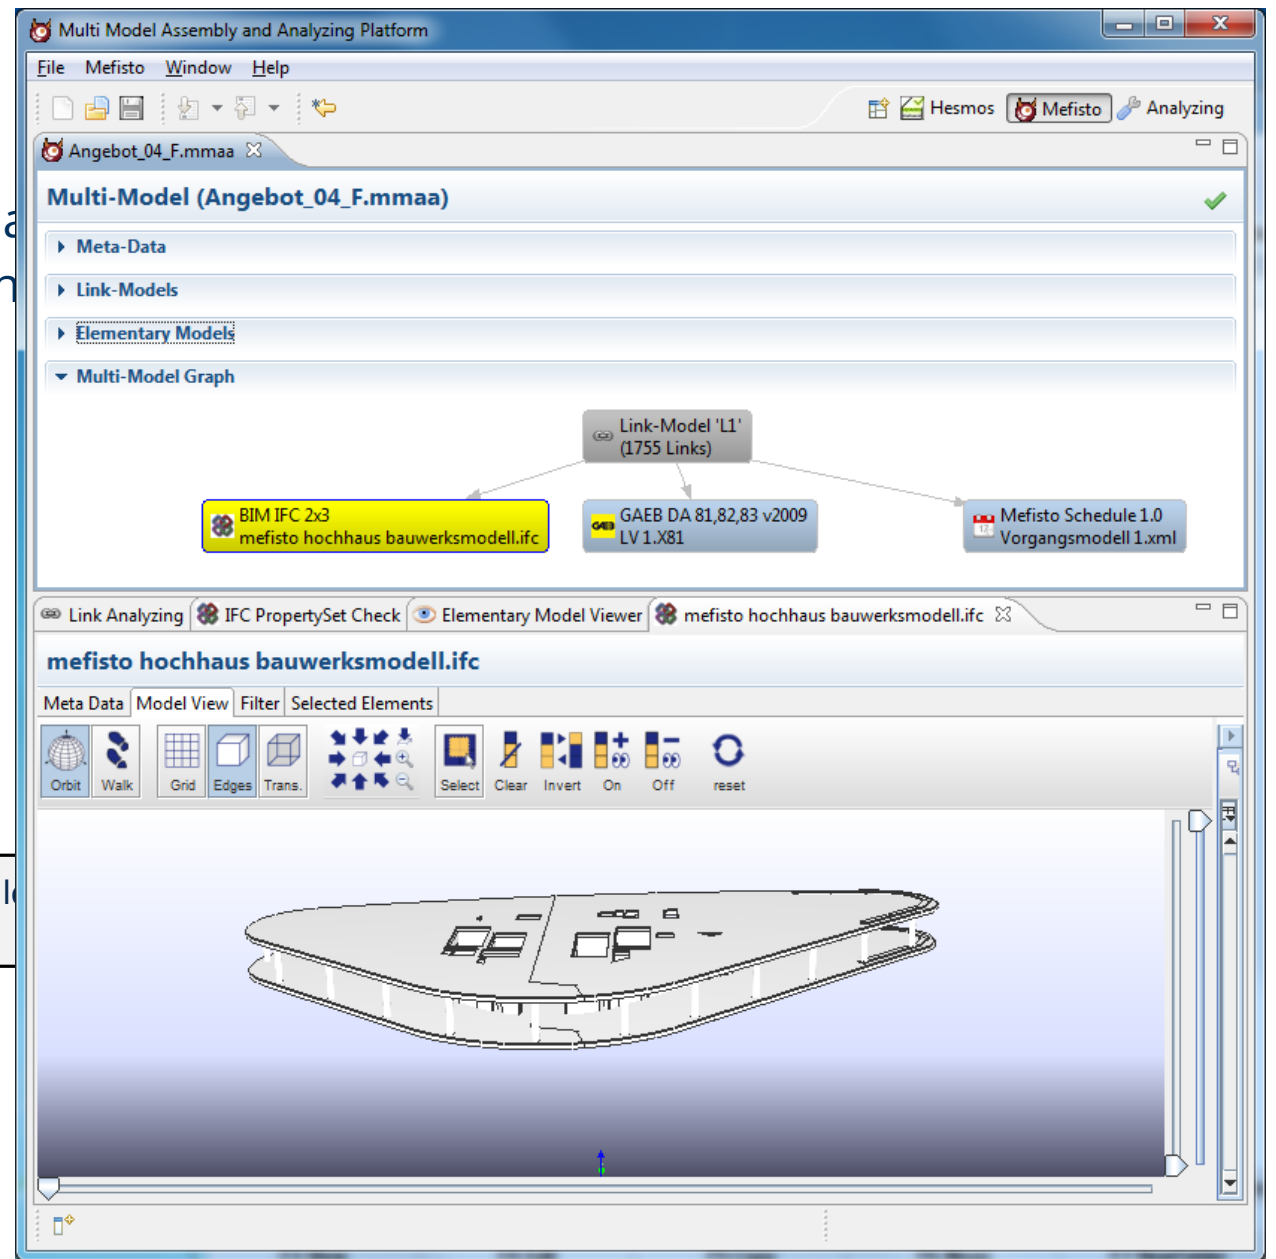 Multi Model Assembly and Analyzing Platform
File Mefisto Window Help
Hesmos Mefisto Analyzing
Angebot_04_F.mmaa
Multi-Model (Angebot_04_F.mmaa)
Meta-Data
Link-Models
Elementary Models
Multi-Model Graph
Link-Model 'L1'
(1755 Links)
BIM IFC 2x3
mefisto hochhaus bauwerksmodell.ifc
GAEB DA 81,82,83 v2009
LV 1.X81
Mefisto Schedule 1.0
Vorgangsmodell 1.xml
Link Analyzing IFC PropertySet Check Elementary Model Viewer mefisto hochhaus bauwerksmodell.ifc
mefisto hochhaus bauwerksmodell.ifc
Meta Data Model View Filter Selected Elements
Orbit Walk Grid Edges Trans. Select Clear Invert On Off reset